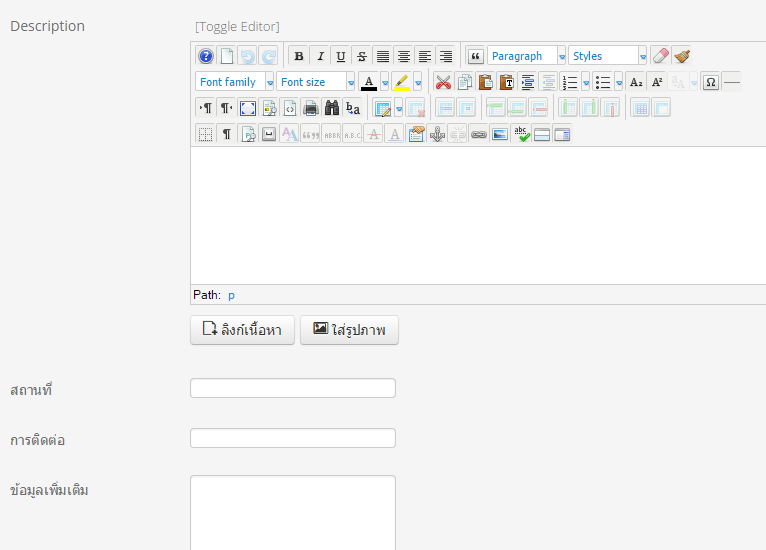 Description
[Toggle Editor]
Paragraph
Styles
Font family
Font size
Path: p
ลิงก์เนื้อหา
ใส่รูปภาพ
สถานที่
การติดต่อ
ข้อมูลเพิ่มเติม